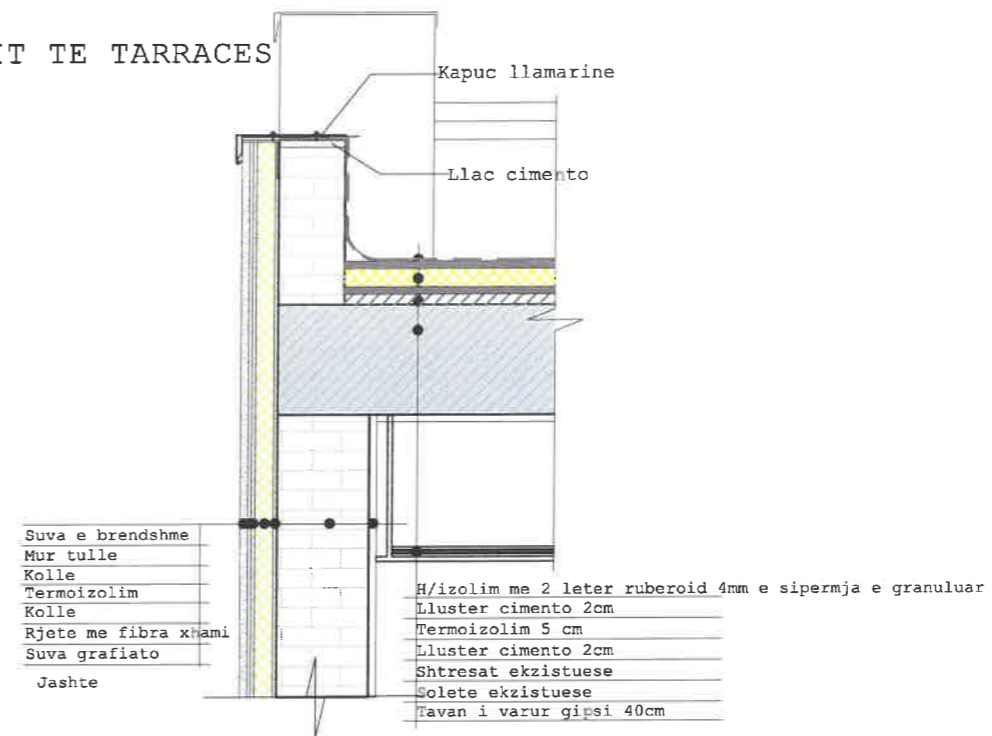 IT TE TARRACES
Kapuc llamarine
Llac cimento
Suva e brendshme
Mur tulle
Kolle
Termoizolim
Kolle
Rjete me fibra xhami
Suva grafiato
Jashte
H/izolim me 2 leter ruberoid 4mm e sipermja e granuluar
Lluster cimento 2cm
Termoizolim 5 cm
Lluster cimento 2cm
Shtresat ekzistuese
Solete ekzistuese
Tavan i varur gipsi 40cm